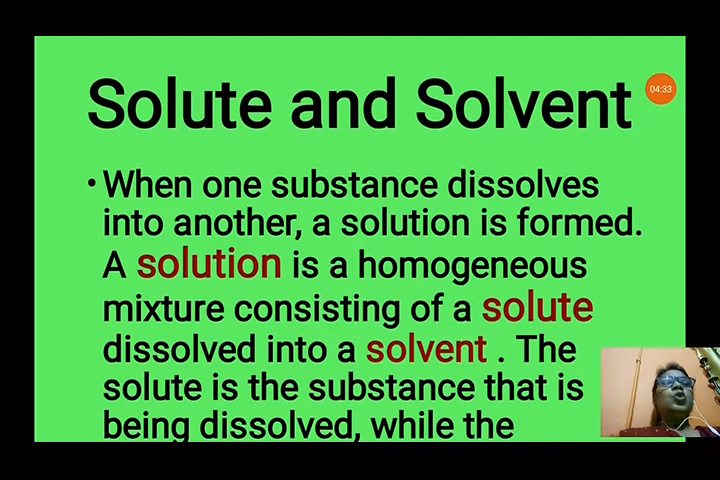 Solute and Solvent
04:33
• When one substance dissolves
into another, a solution is formed.
A solution is a homogeneous
mixture consisting of a solute
dissolved into a solvent . The
solute is the substance that is
being dissolved, while the